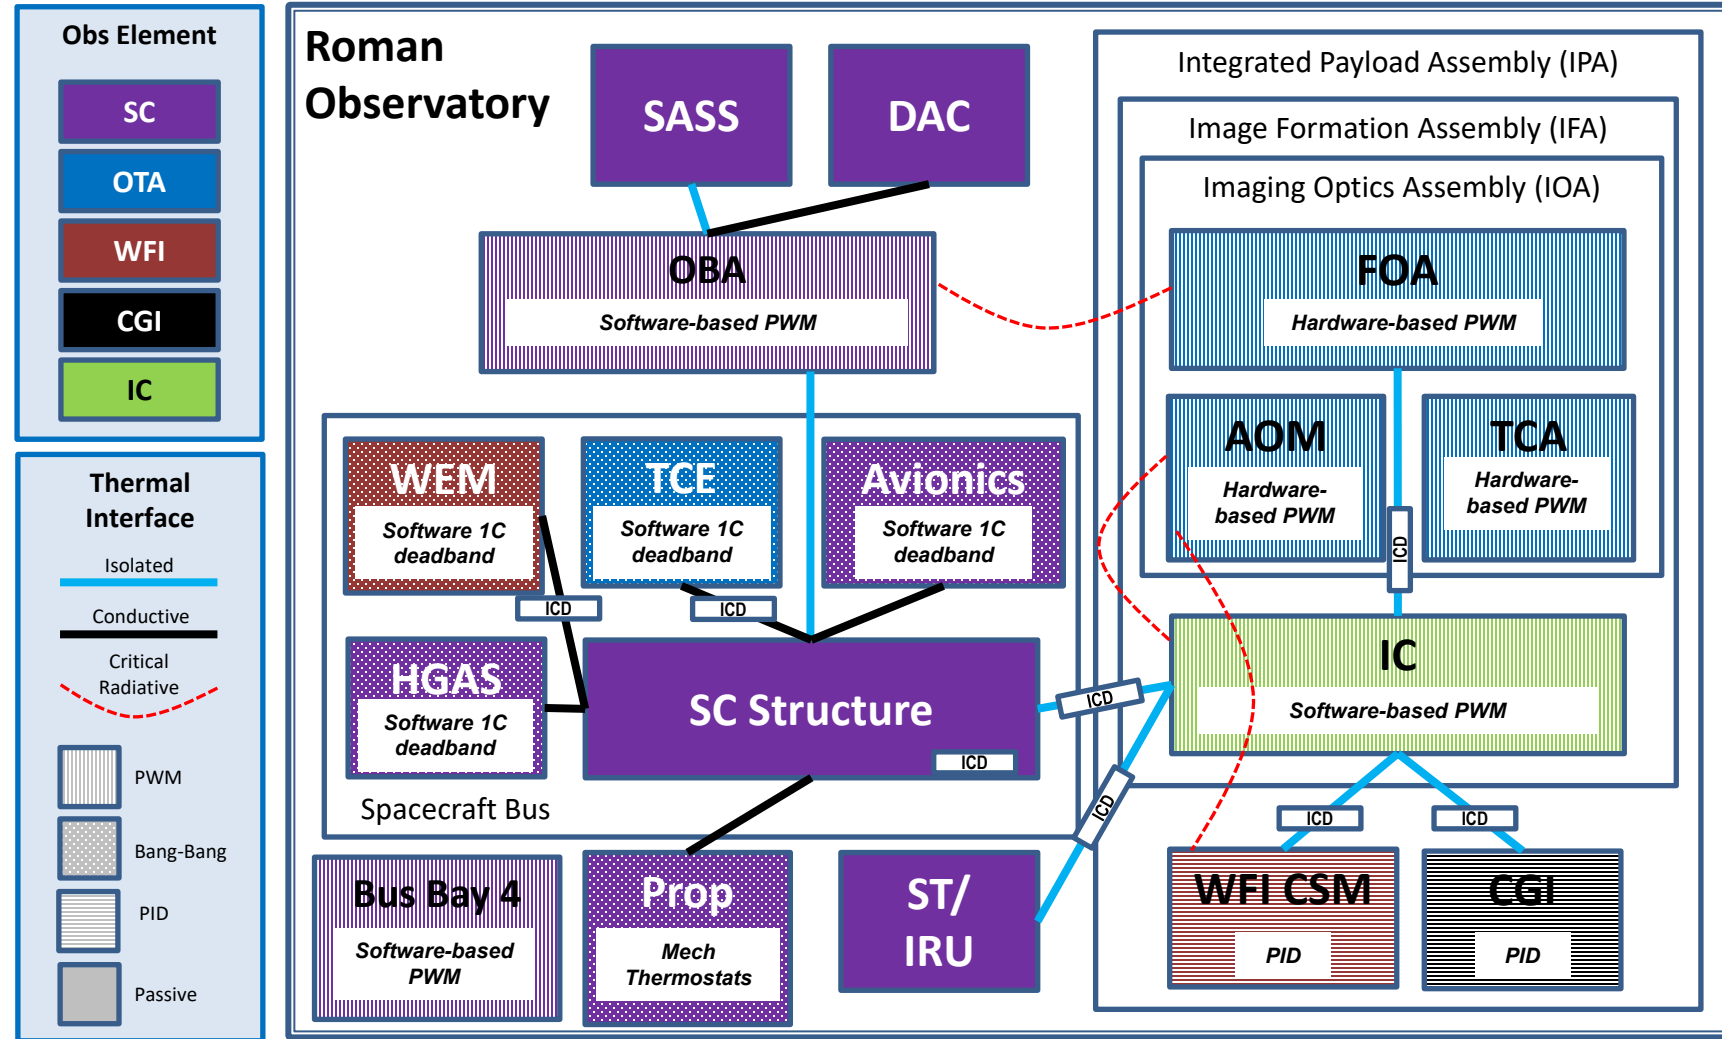 Obs Element
SC
OTA
WFI
CGI
IC
Thermal
Interface
Isolated
Conductive
Critical
Radiative
PWM
Bang-Bang
PID
Passive
Roman
Observatory
SASS
DAC
OBA
Software-based PWM
Integrated Payload Assembly (IPA)
Image Formation Assembly (IFA)
Imaging Optics Assembly (IOA)
FOA
Hardware-based PWM
AOM
Hardware-
based PWM
TCA
Hardware-
based PWM
ICD
WEM
Software 1C
deadband
TCE
Software 1C
deadband
Avionics
Software 1C
deadband
ICD
ICD
HGAS
Software 1C
deadband
SC Structure
ICD
Spacecraft Bus
ICD
ICD
IC
Software-based PWM
ICD
ICD
Bus Bay 4
Software-based
PWM
Prop
Mech
Thermostats
ST/
IRU
WFI CSM
PID
CGI
PID